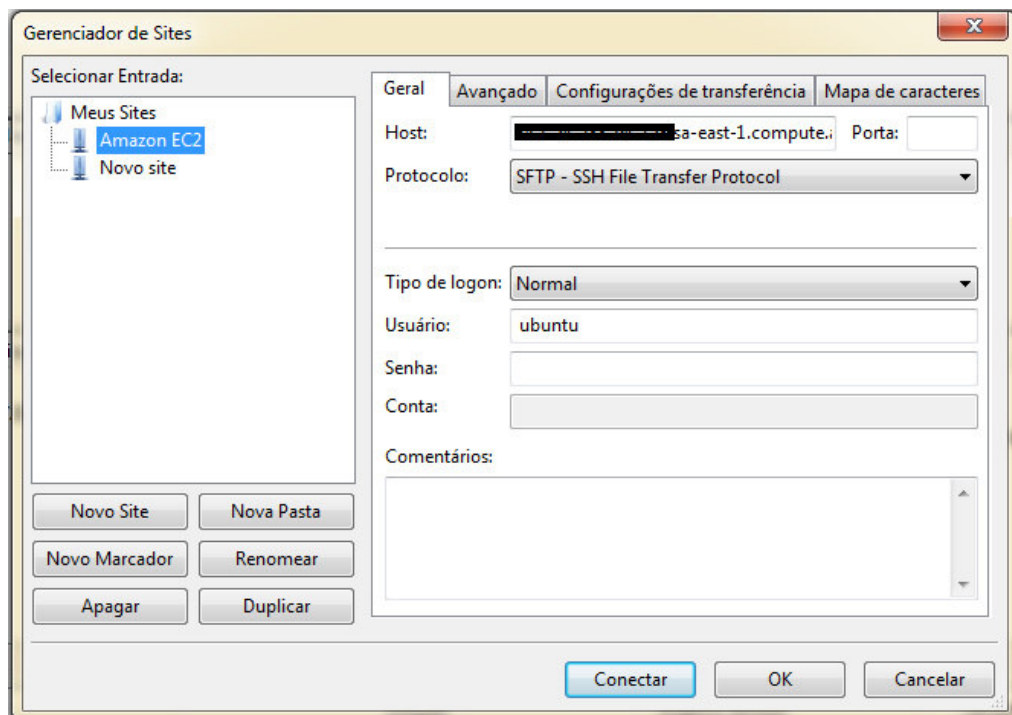 Gerenciador de Sites
Selecionar Entrada:
Meus Sites
Amazon EC2
Novo site
Novo Site
Nova Pasta
Novo Marcador
Renomear
Apagar
Duplicar
Geral
Avançado
Configurações de transferência
Mapa de caracteres
Host:
sa-east-1.compute.a
Porta:
Protocolo:
SFTP - SSH File Transfer Protocol
Tipo de logon:
Normal
Usuário:
ubuntu
Senha:
Conta:
Comentários:
Conectar
OK
Cancelar